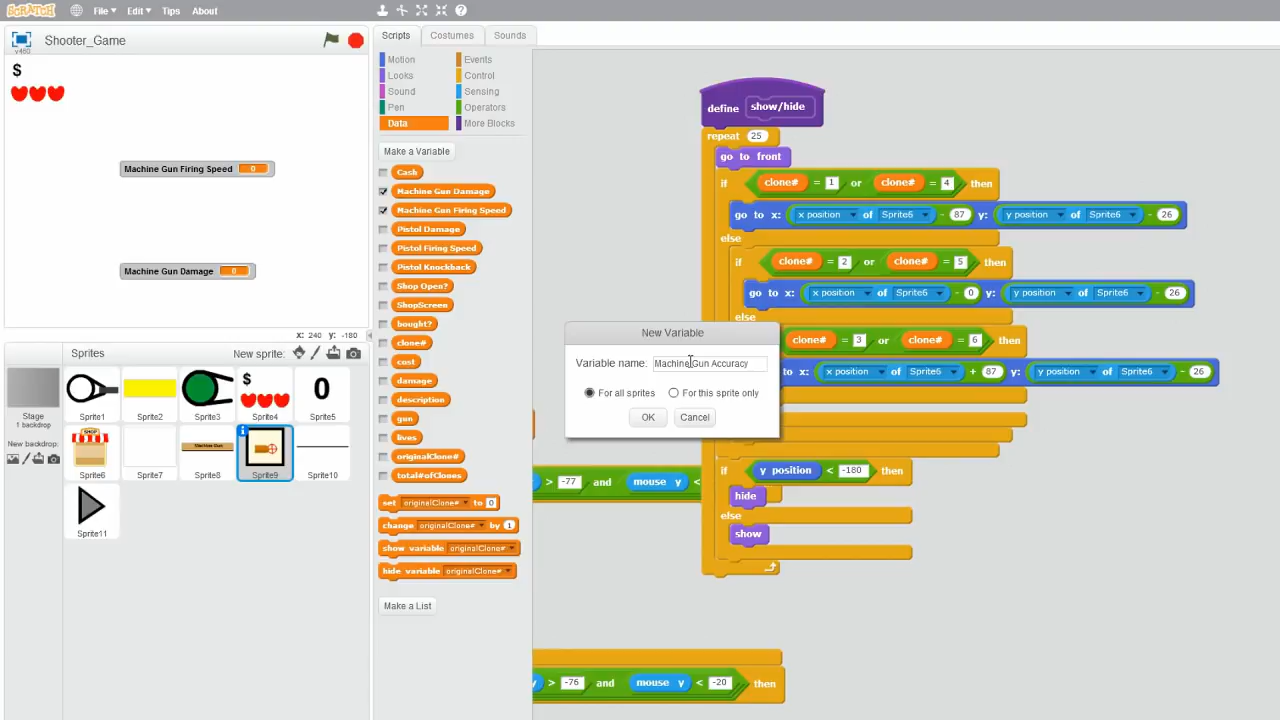 SCRATCH File Edit Tips About
v460 Shooter_Game
$
Machine Gun Firing Speed 0
Machine Gun Damage 0
x: 240 y: -180
Sprites New sprite:
Stage
1 backdrop
New backdrop:
Sprite1 Sprite2 Sprite3 Sprite4 Sprite5
$
0
Machine Gun
Sprite6 Sprite7 Sprite8 Sprite9 Sprite10
Sprite11
Scripts Costumes Sounds
Motion Events
Looks Control
Sound Sensing
Pen Operators
Data More Blocks
Make a Variable
Cash
Machine Gun Damage
Machine Gun Firing Speed
Pistol Damage
Pistol Firing Speed
Pistol Knockback
Shop Open?
ShopScreen
bought?
clone#
cost
damage
description
gun
lives
originalClone#
total#ofClones
set originalClone# to 0
change originalClone# by 1
show variable originalClone#
hide variable originalClone#
Make a List
define show/hide
repeat 25
go to front
if clone# = 1 or clone# = 4 then
go to x: x position of Sprite6 - 87 y: y position of Sprite6 - 26
else
if clone# = 2 or clone# = 5 then
go to x: x position of Sprite6 - 0 y: y position of Sprite6 - 26
else
clone# = 3 or clone# = 6 then
to x: x position of Sprite6 + 87 y: y position of Sprite6 - 26
New Variable
Variable name: Machine Gun Accuracy
For all sprites For this sprite only
OK Cancel
if y position < -180 then
hide
else
show
> -77 and mouse y <
y > -76 and mouse y < -20 then